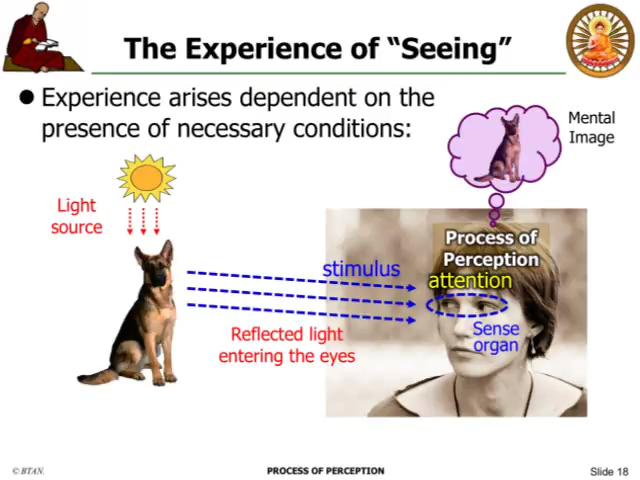 The Experience of “Seeing”
● Experience arises dependent on the
presence of necessary conditions:
Mental
Image
Light
source
Process of
Perception
stimulus
attention
Reflected light
entering the eyes
Sense
organ
© BTAN.
PROCESS OF PERCEPTION
Slide 18